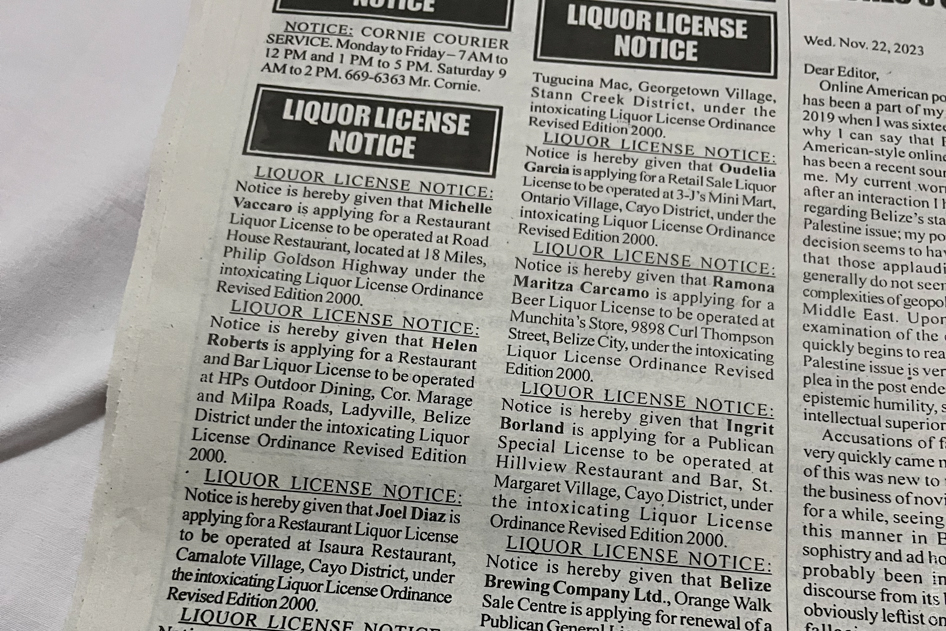 NOTICE
NOTICE: CORNIE COURIER
SERVICE. Monday to Friday – 7 AM to
12 PM and 1 PM to 5 PM. Saturday 9
AM to 2 PM. 669-6363 Mr. Cornie.
LIQUOR LICENSE
NOTICE
LIQUOR LICENSE NOTICE:
Notice is hereby given that Michelle
Vaccaro is applying for a Restaurant
Liquor License to be operated at Road
House Restaurant, located at 18 Miles,
Philip Goldson Highway under the
intoxicating Liquor License Ordinance
Revised Edition 2000.
LIQUOR LICENSE NOTICE:
Notice is hereby given that Helen
Roberts is applying for a Restaurant
and Bar Liquor License to be operated
at HPs Outdoor Dining, Cor. Marage
and Milpa Roads, Ladyville, Belize
District under the intoxicating Liquor
License Ordinance Revised Edition
2000.
LIQUOR LICENSE NOTICE:
Notice is hereby given that Joel Diaz is
applying for a Restaurant Liquor License
to be operated at Isaura Restaurant,
Camalote Village, Cayo District, under
the intoxicating Liquor License Ordinance
Revised Edition 2000.
LIQUOR LICENSE NOTICE:
LIQUOR LICENSE
NOTICE
Tugucina Mac, Georgetown Village,
Stann Creek District, under the
intoxicating Liquor License Ordinance
Revised Edition 2000.
LIQUOR LICENSE NOTICE:
Notice is hereby given that Oudelia
Garcia is applying for a Retail Sale Liquor
License to be operated at 3-J's Mini Mart,
Ontario Village, Cayo District, under the
intoxicating Liquor License Ordinance
Revised Edition 2000.
LIQUOR LICENSE NOTICE:
Notice is hereby given that Ramona
Maritza Carcamo is applying for a
Beer Liquor License to be operated at
Munchita's Store, 9898 Curl Thompson
Street, Belize City, under the intoxicating
Liquor License Ordinance Revised
Edition 2000.
LIQUOR LICENSE NOTICE:
Notice is hereby given that Ingrit
Borland is applying for a Publican
Special License to be operated at
Hillview Restaurant and Bar, St.
Margaret Village, Cayo District, under
the intoxicating Liquor License
Ordinance Revised Edition 2000.
LIQUOR LICENSE NOTICE:
Notice is hereby given that Belize
Brewing Company Ltd., Orange Walk
Sale Centre is applying for renewal of a
Publican General
Wed. Nov. 22, 2023
Dear Editor,
Online American
has been a part of my
2019 when I was
why I can say that
American-style
has been a recent
me. My current
after an interaction I
regarding Belize's
Palestine issue; my
decision seems to
that those
generally do not
complexities of
Middle East. Upon
examination of the
quickly begins to
Palestine issue is
plea in the post
epistemic humility,
intellectual
Accusations of
very quickly came
of this was new to
the business of
for a while, seeing
this manner in
sophistry and ad
probably been
discourse from its
obviously leftist